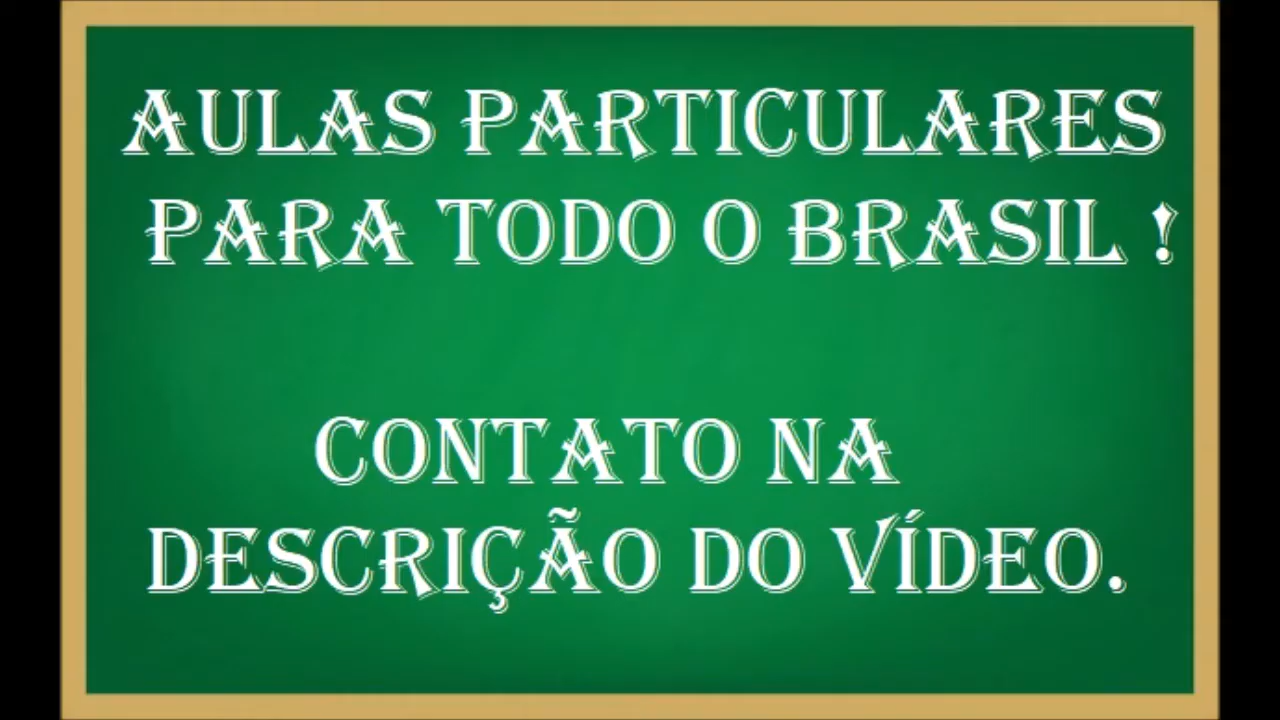 AULAS PARTICULARES
PARA TODO O BRASIL !
CONTATO NA
DESCRIÇÃO DO VÍDEO.